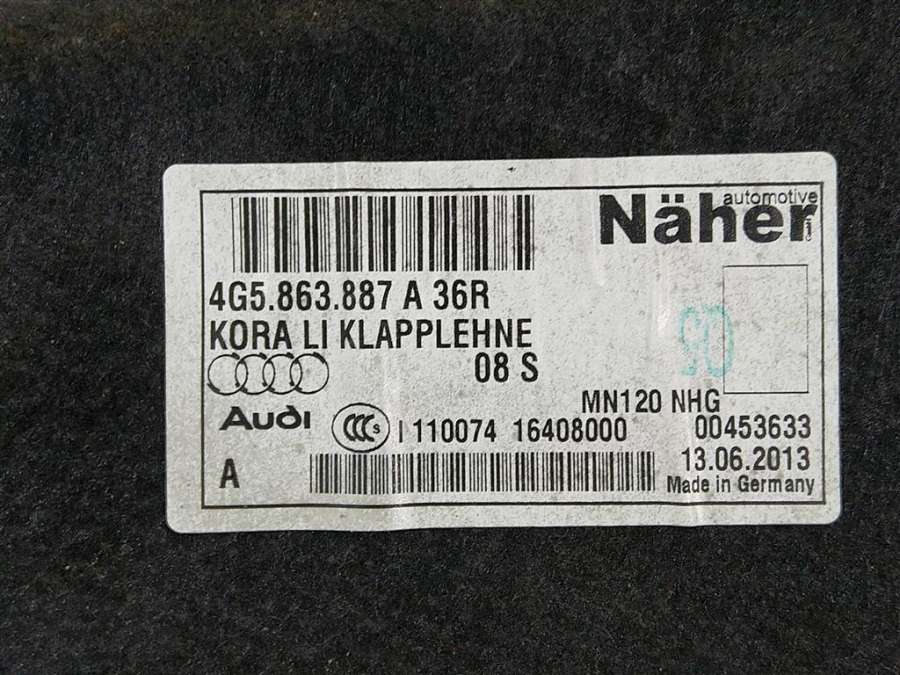 automotive
Näher
4G5.863.887 A 36R
KORA LI KLAPPLEHNE
08 S
Audi
MN120 NHG
CCC S I 110074 16408000
00453633
A
13.06.2013
Made in Germany